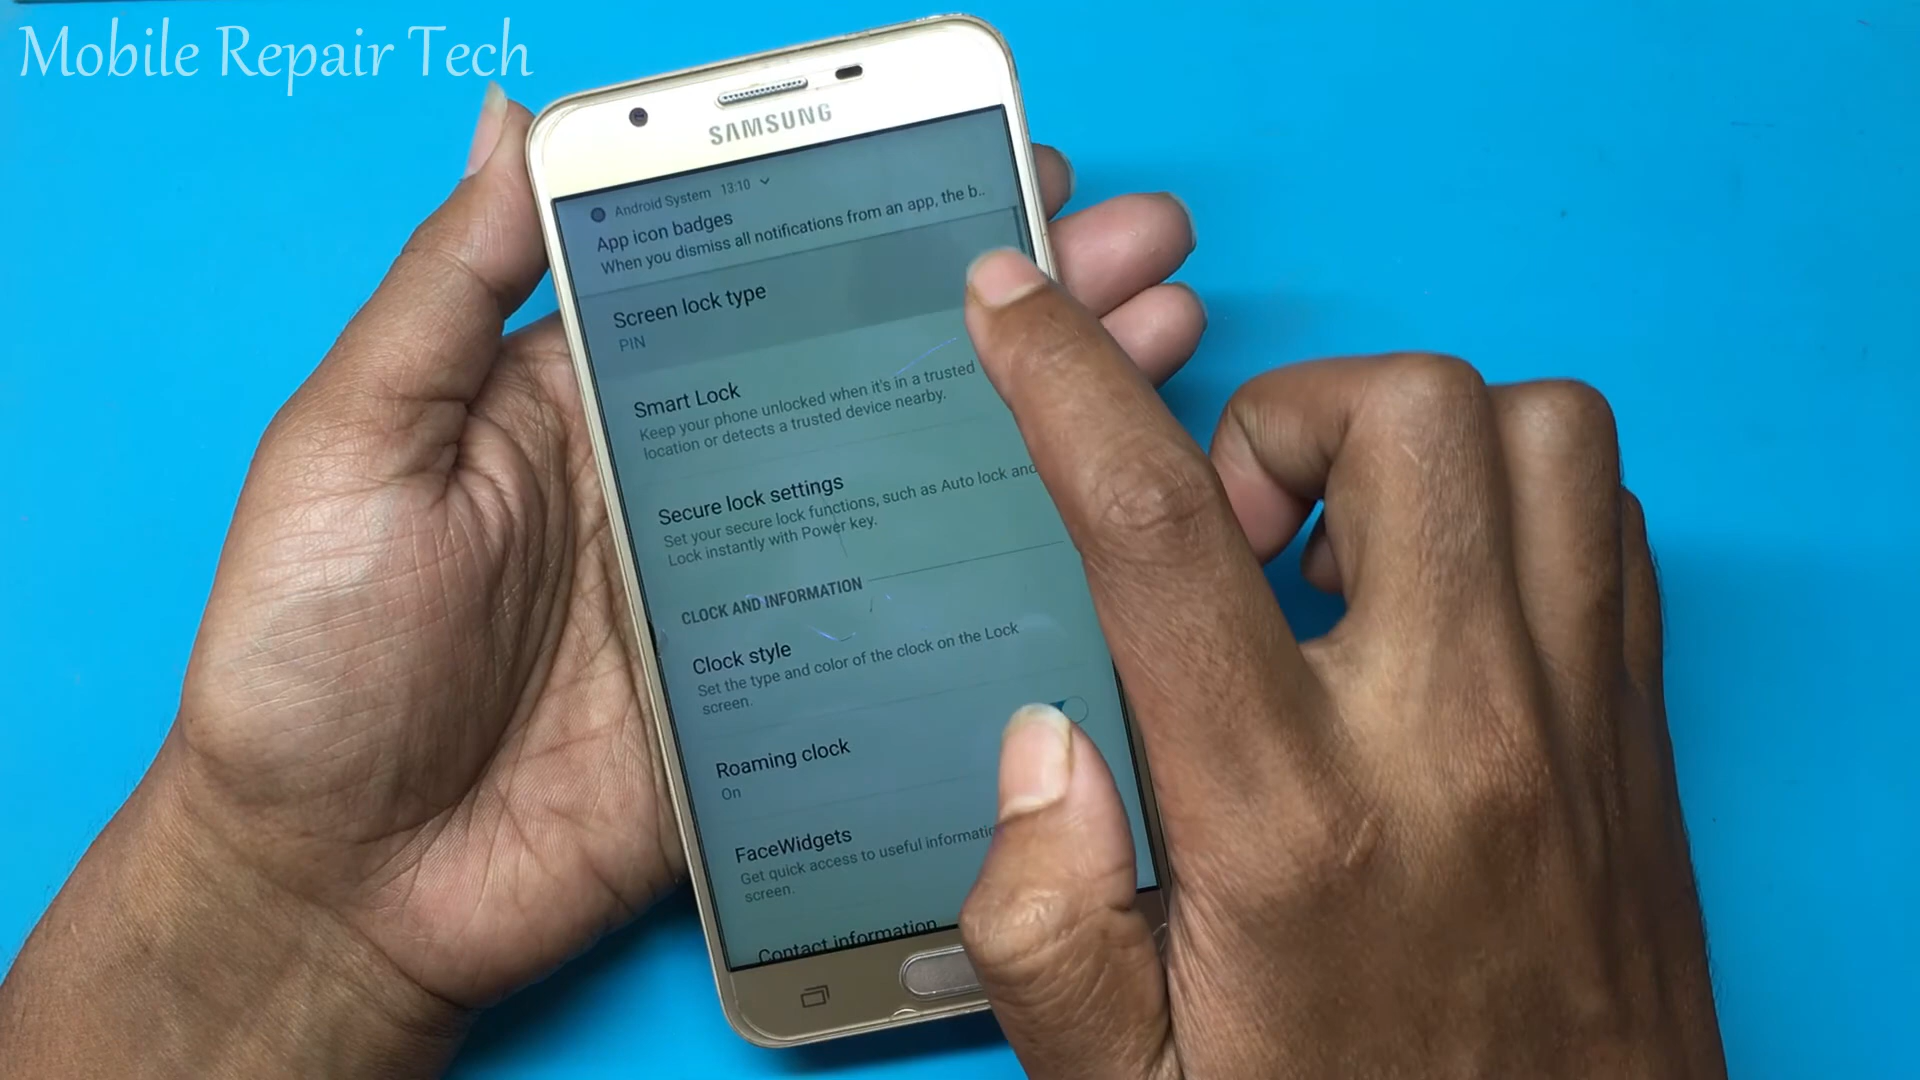 Mobile Repair Tech
SAMSUNG
Android System 13:10
App icon badges
When you dismiss all notifications from an app, the b..
Screen lock type
PIN
Smart Lock
Keep your phone unlocked when it's in a trusted
location or detects a trusted device nearby.
Secure lock settings
Set your secure lock functions, such as Auto lock and
Lock instantly with Power key.
CLOCK AND INFORMATION
Clock style
Set the type and color of the clock on the Lock
screen.
Roaming clock
On
FaceWidgets
Get quick access to useful informatio
screen.
Contact information